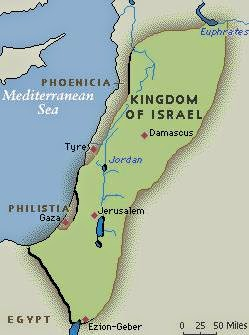 Euphrates
PHOENICIA
Mediterranean
Sea
KINGDOM
OF ISRAEL
Damascus
Tyre
Jordan
PHILISTIA
Gaza
Jerusalem
EGYPT
Ezion-Geber
0 25 50 Miles